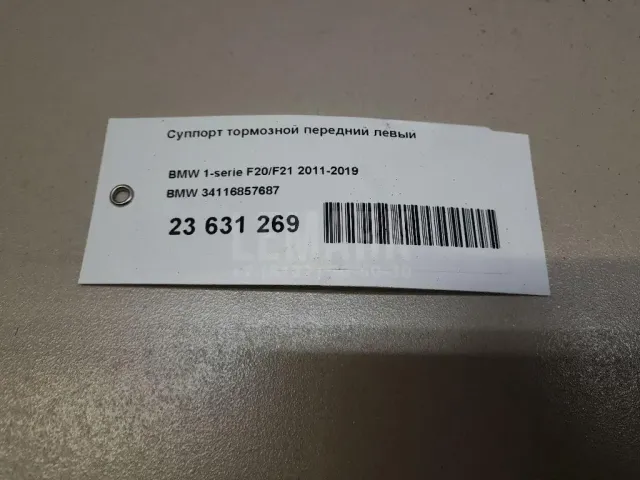 Суппорт тормозной передний левый
BMW 1-serie F20/F21 2011-2019
BMW 34116857687
23 631 269